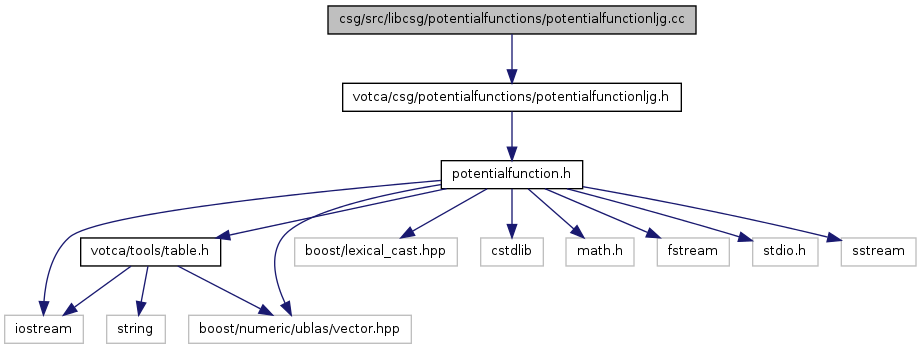 csg/src/libcsg/potentialfunctions/potentialfunctionljg.cc
votca/csg/potentialfunctions/potentialfunctionljg.h
potentialfunction.h
votca/tools/table.h
boost/lexical_cast.hpp
cstdlib
math.h
fstream
stdio.h
sstream
iostream
string
boost/numeric/ublas/vector.hpp